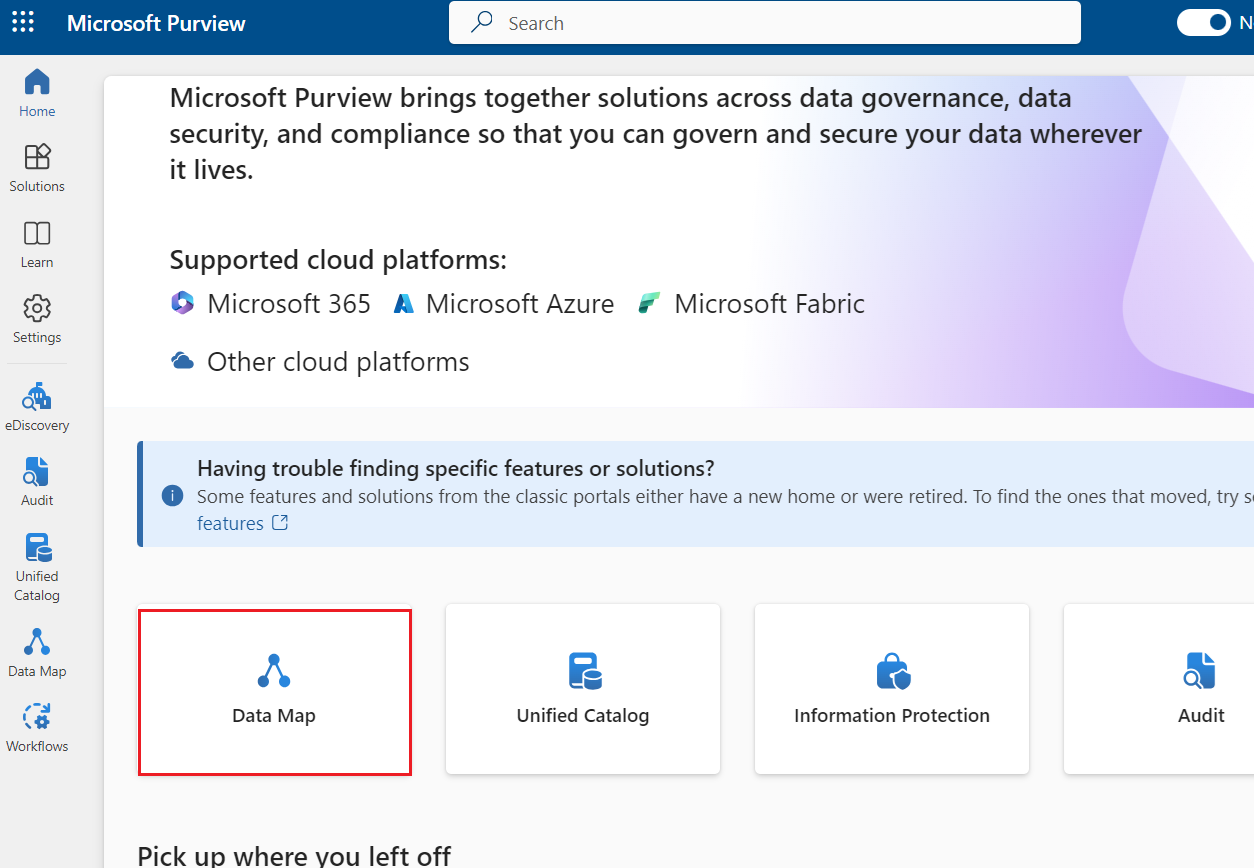 Microsoft Purview
Search
N
Home
Solutions
Learn
Settings
eDiscovery
Audit
Unified
Catalog
Data Map
Workflows
Microsoft Purview brings together solutions across data governance, data
security, and compliance so that you can govern and secure your data wherever
it lives.
Supported cloud platforms:
Microsoft 365 Microsoft Azure Microsoft Fabric
Other cloud platforms
Having trouble finding specific features or solutions?
Some features and solutions from the classic portals either have a new home or were retired. To find the ones that moved, try s
features
Data Map
Unified Catalog
Information Protection
Audit
Pick up where you left off